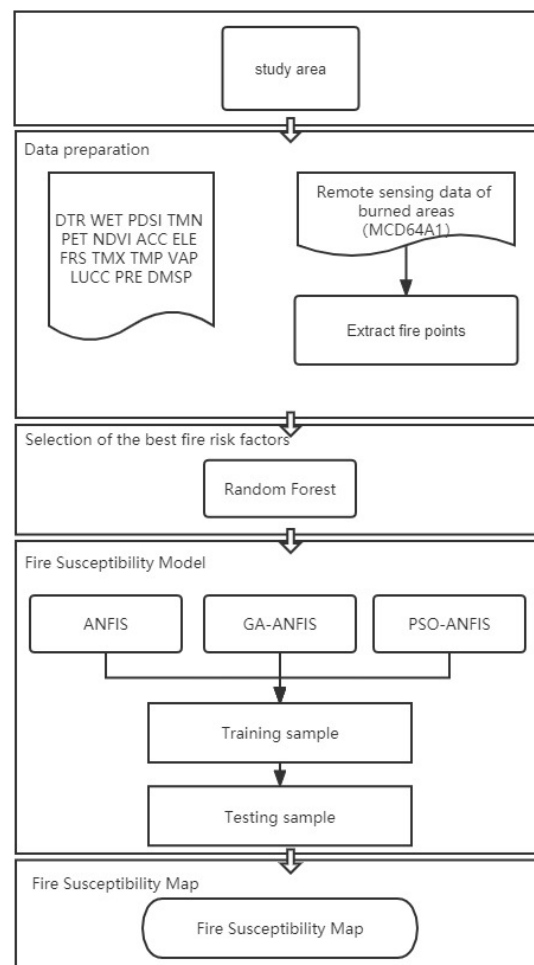 study area
Data preparation
DTR WET PDSI TMN
PET NDVI ACC ELE
FRS TMX TMP VAP
LUCC PRE DMSP
Remote sensing data of
burned areas
(MCD64A1)
Extract fire points
Selection of the best fire risk factors
Random Forest
Fire Susceptibility Model
ANFIS
GA-ANFIS
PSO-ANFIS
Training sample
Testing sample
Fire Susceptibility Map
Fire Susceptibility Map